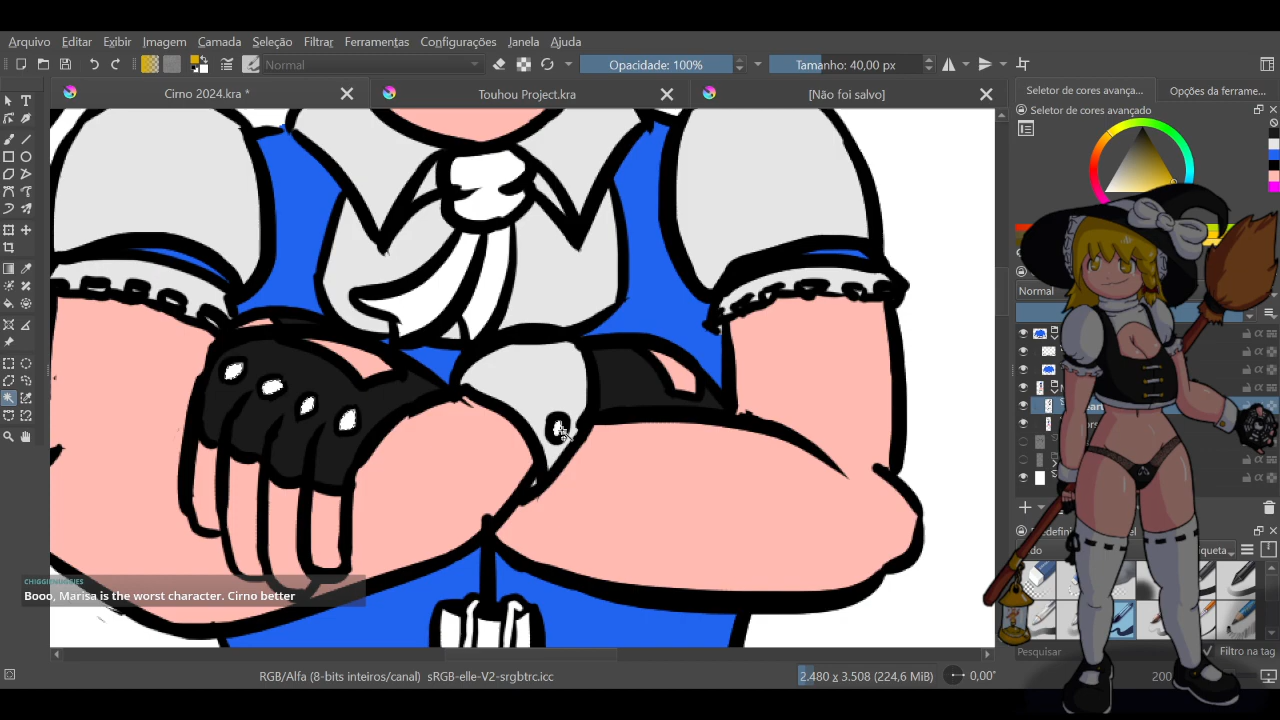 Arquivo Editar Exibir Imagem Camada Seleção Filtrar Ferramentas Configurações Janela Ajuda
Normal Opacidade: 100% Tamanho: 40,00 px
Cirno 2024.kra * Touhou Project.kra [Não foi salvo] Seletor de cores avança... Opções da ferrame...
Seletor de cores avançado
Normal
Pesquisar Filtro na tag
CHIGGIENUGGIES
Booo, Marisa is the worst character. Cirno better
RGB/Alfa (8-bits inteiros/canal) sRGB-elle-V2-srgbtrc.icc 2.480 x 3.508 (224,6 MiB) 0,00° 200